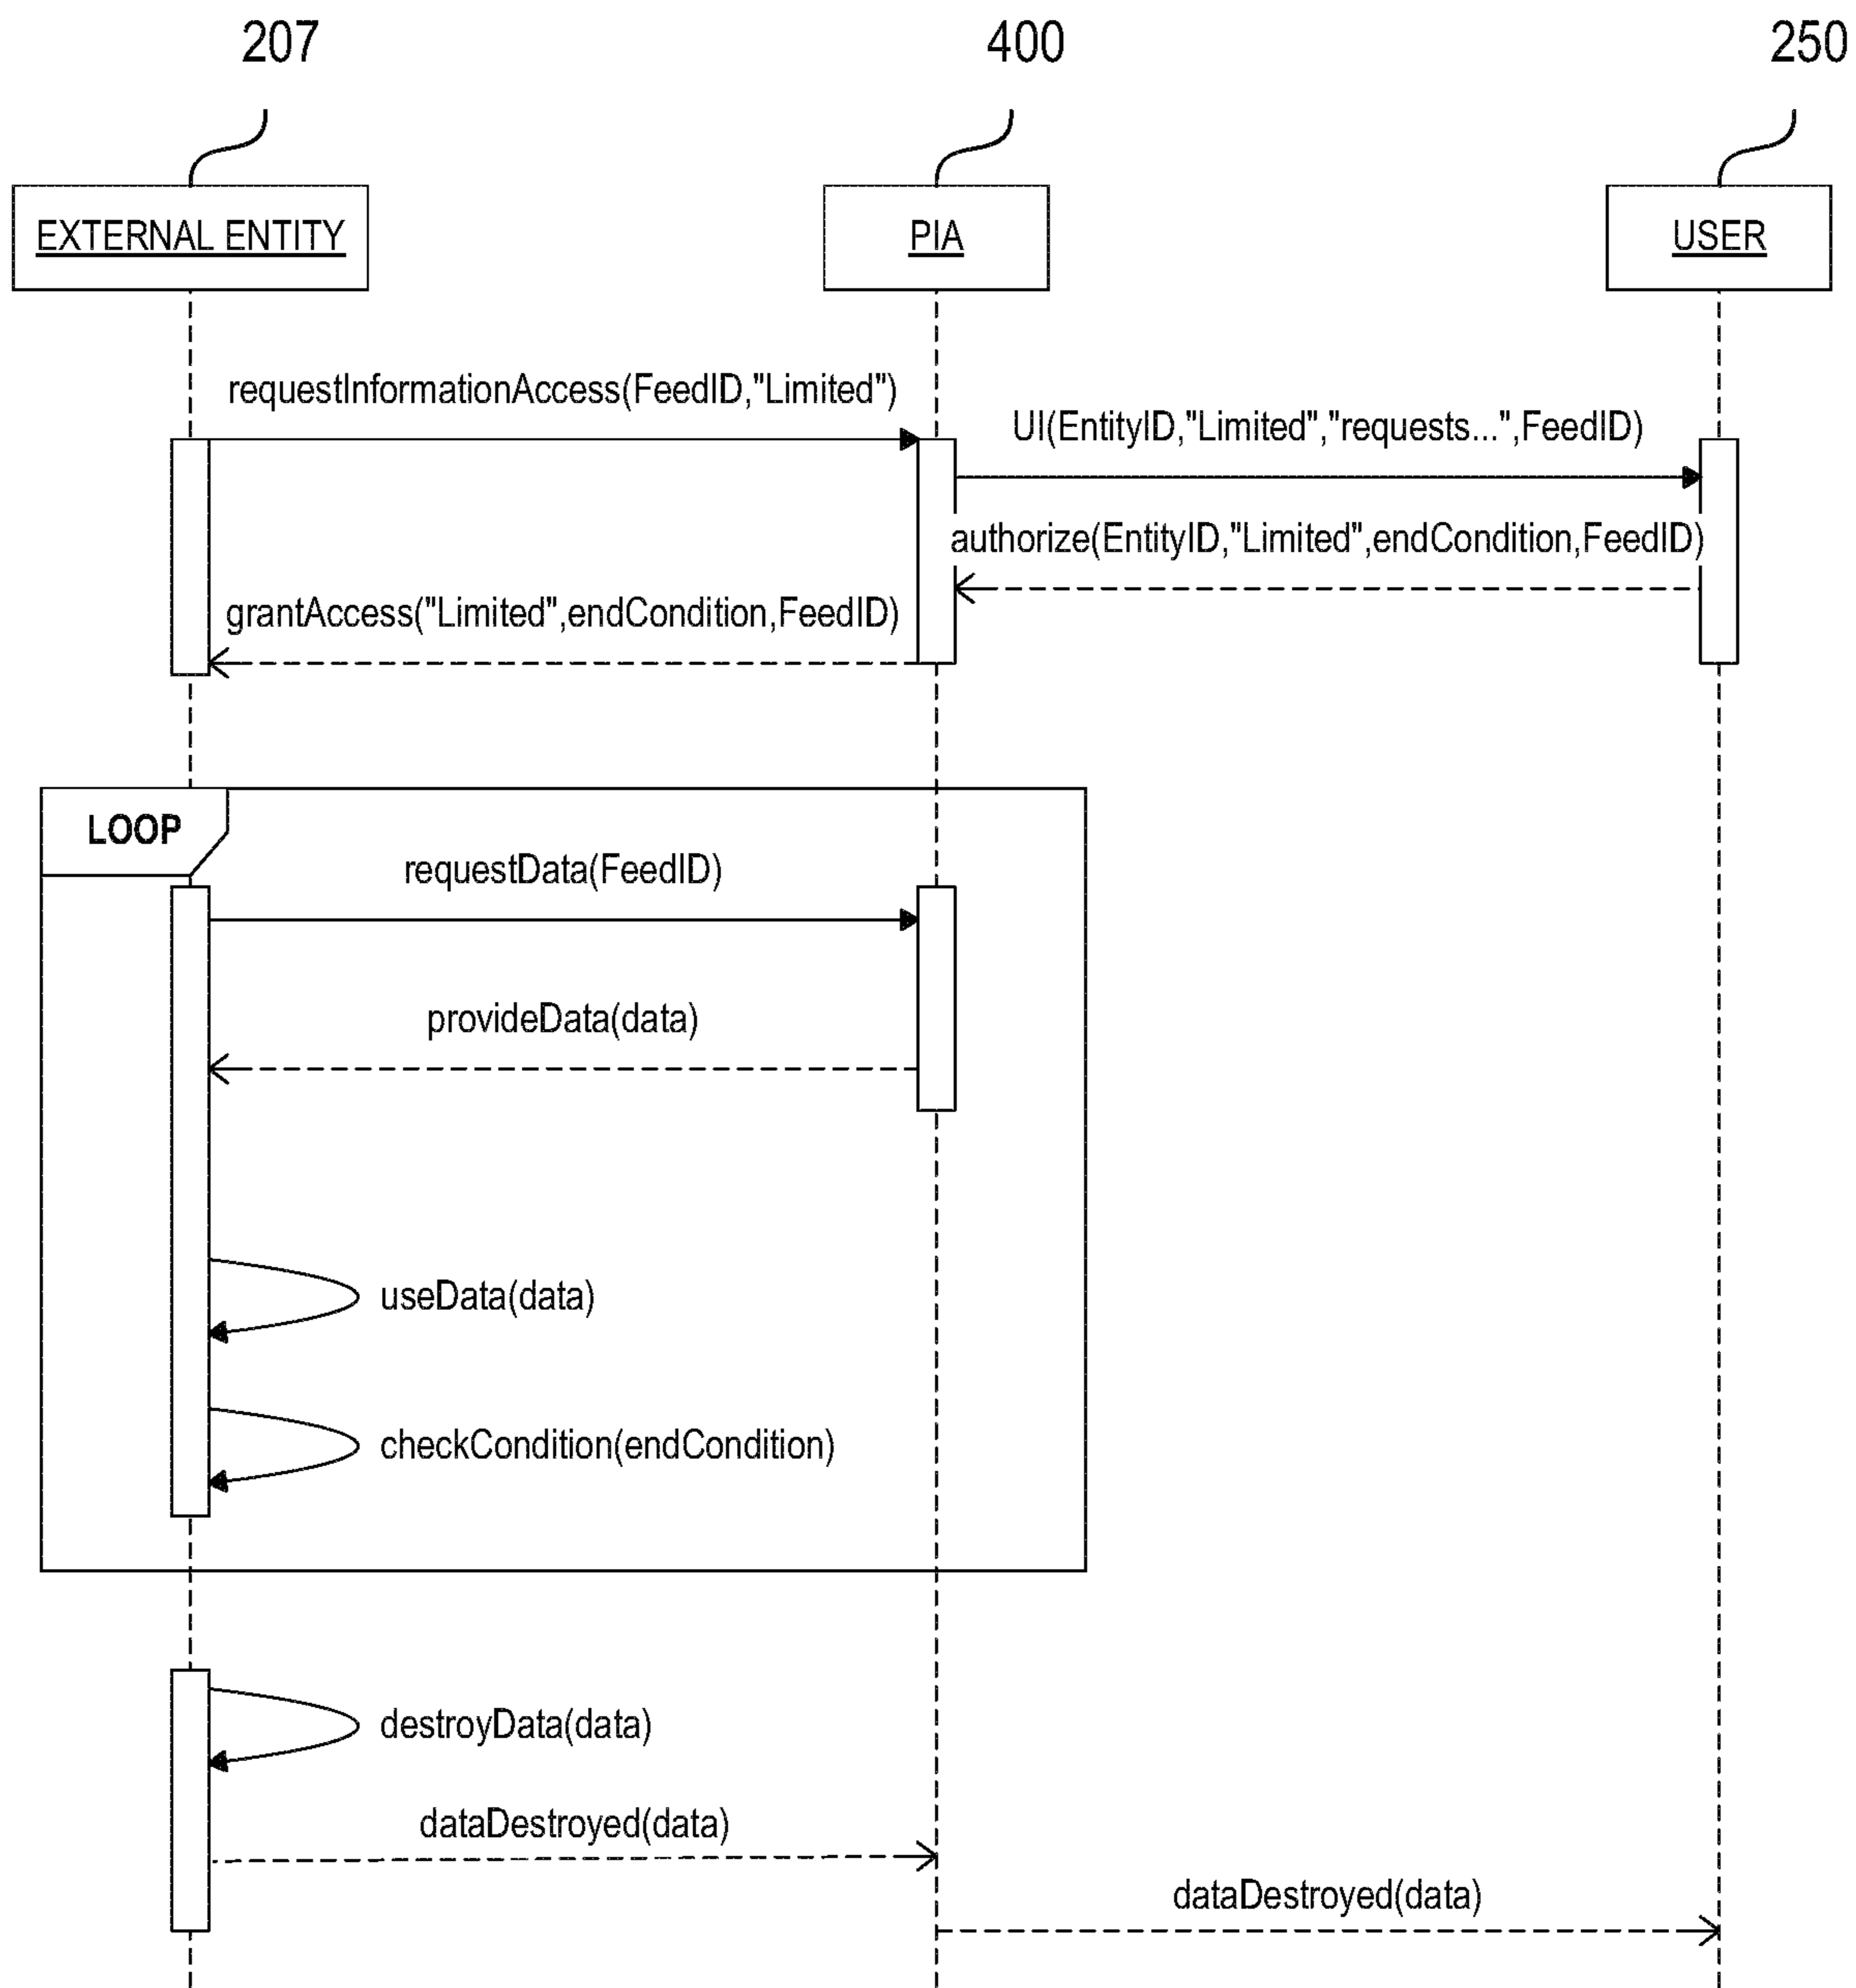 207
400
250
EXTERNAL ENTITY
PIA
USER
requestInformationAccess(FeedID,"Limited")
UI(EntityID,"Limited","requests...",FeedID)
authorize(EntityID,"Limited",endCondition,FeedID)
grantAccess("Limited",endCondition,FeedID)
LOOP
requestData(FeedID)
provideData(data)
useData(data)
checkCondition(endCondition)
destroyData(data)
dataDestroyed(data)
dataDestroyed(data)